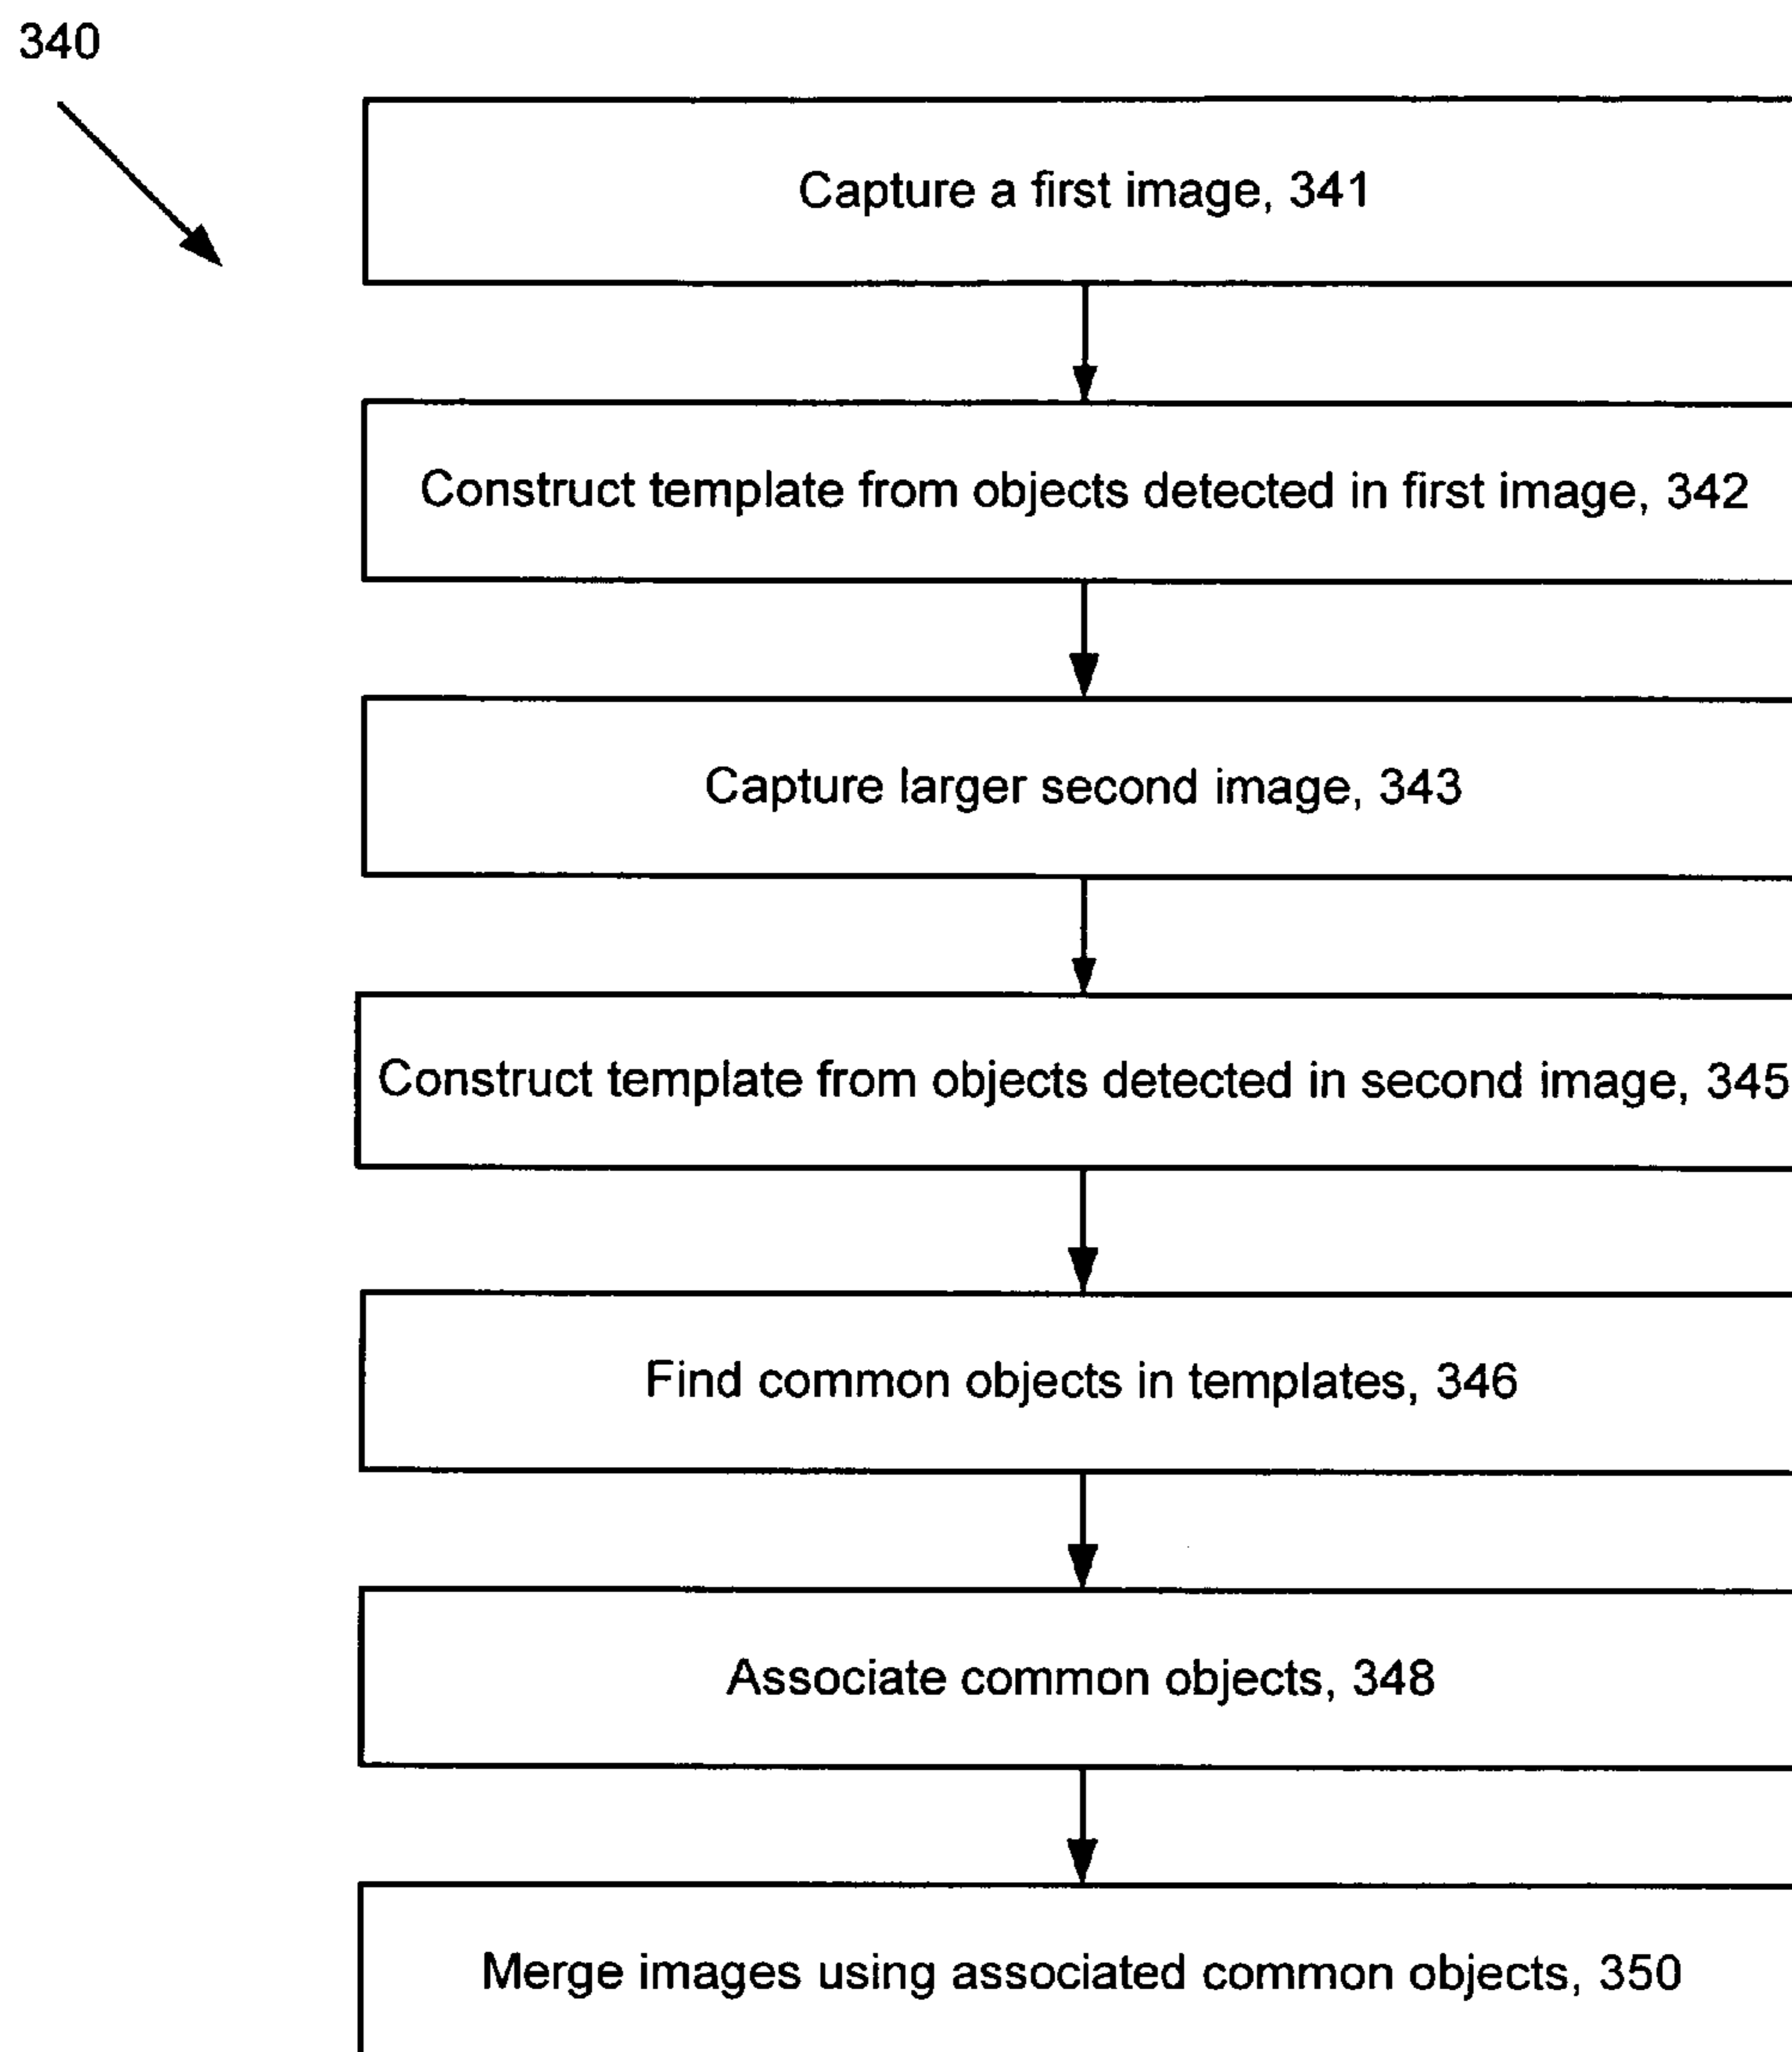 340
Capture a first image, 341
Construct template from objects detected in first image, 342
Capture larger second image, 343
Construct template from objects detected in second image, 345
Find common objects in templates, 346
Associate common objects, 348
Merge images using associated common objects, 350